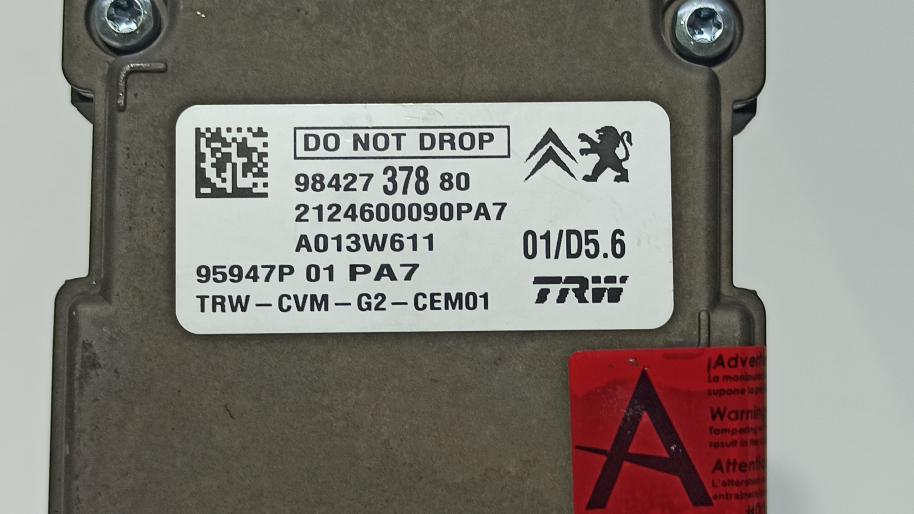 DO NOT DROP
98427 378 80
2124600090PA7
A013W611
01/D5.6
95947P 01 PA7
TRW-CVM-G2-CEM01
TRW
A
Warning